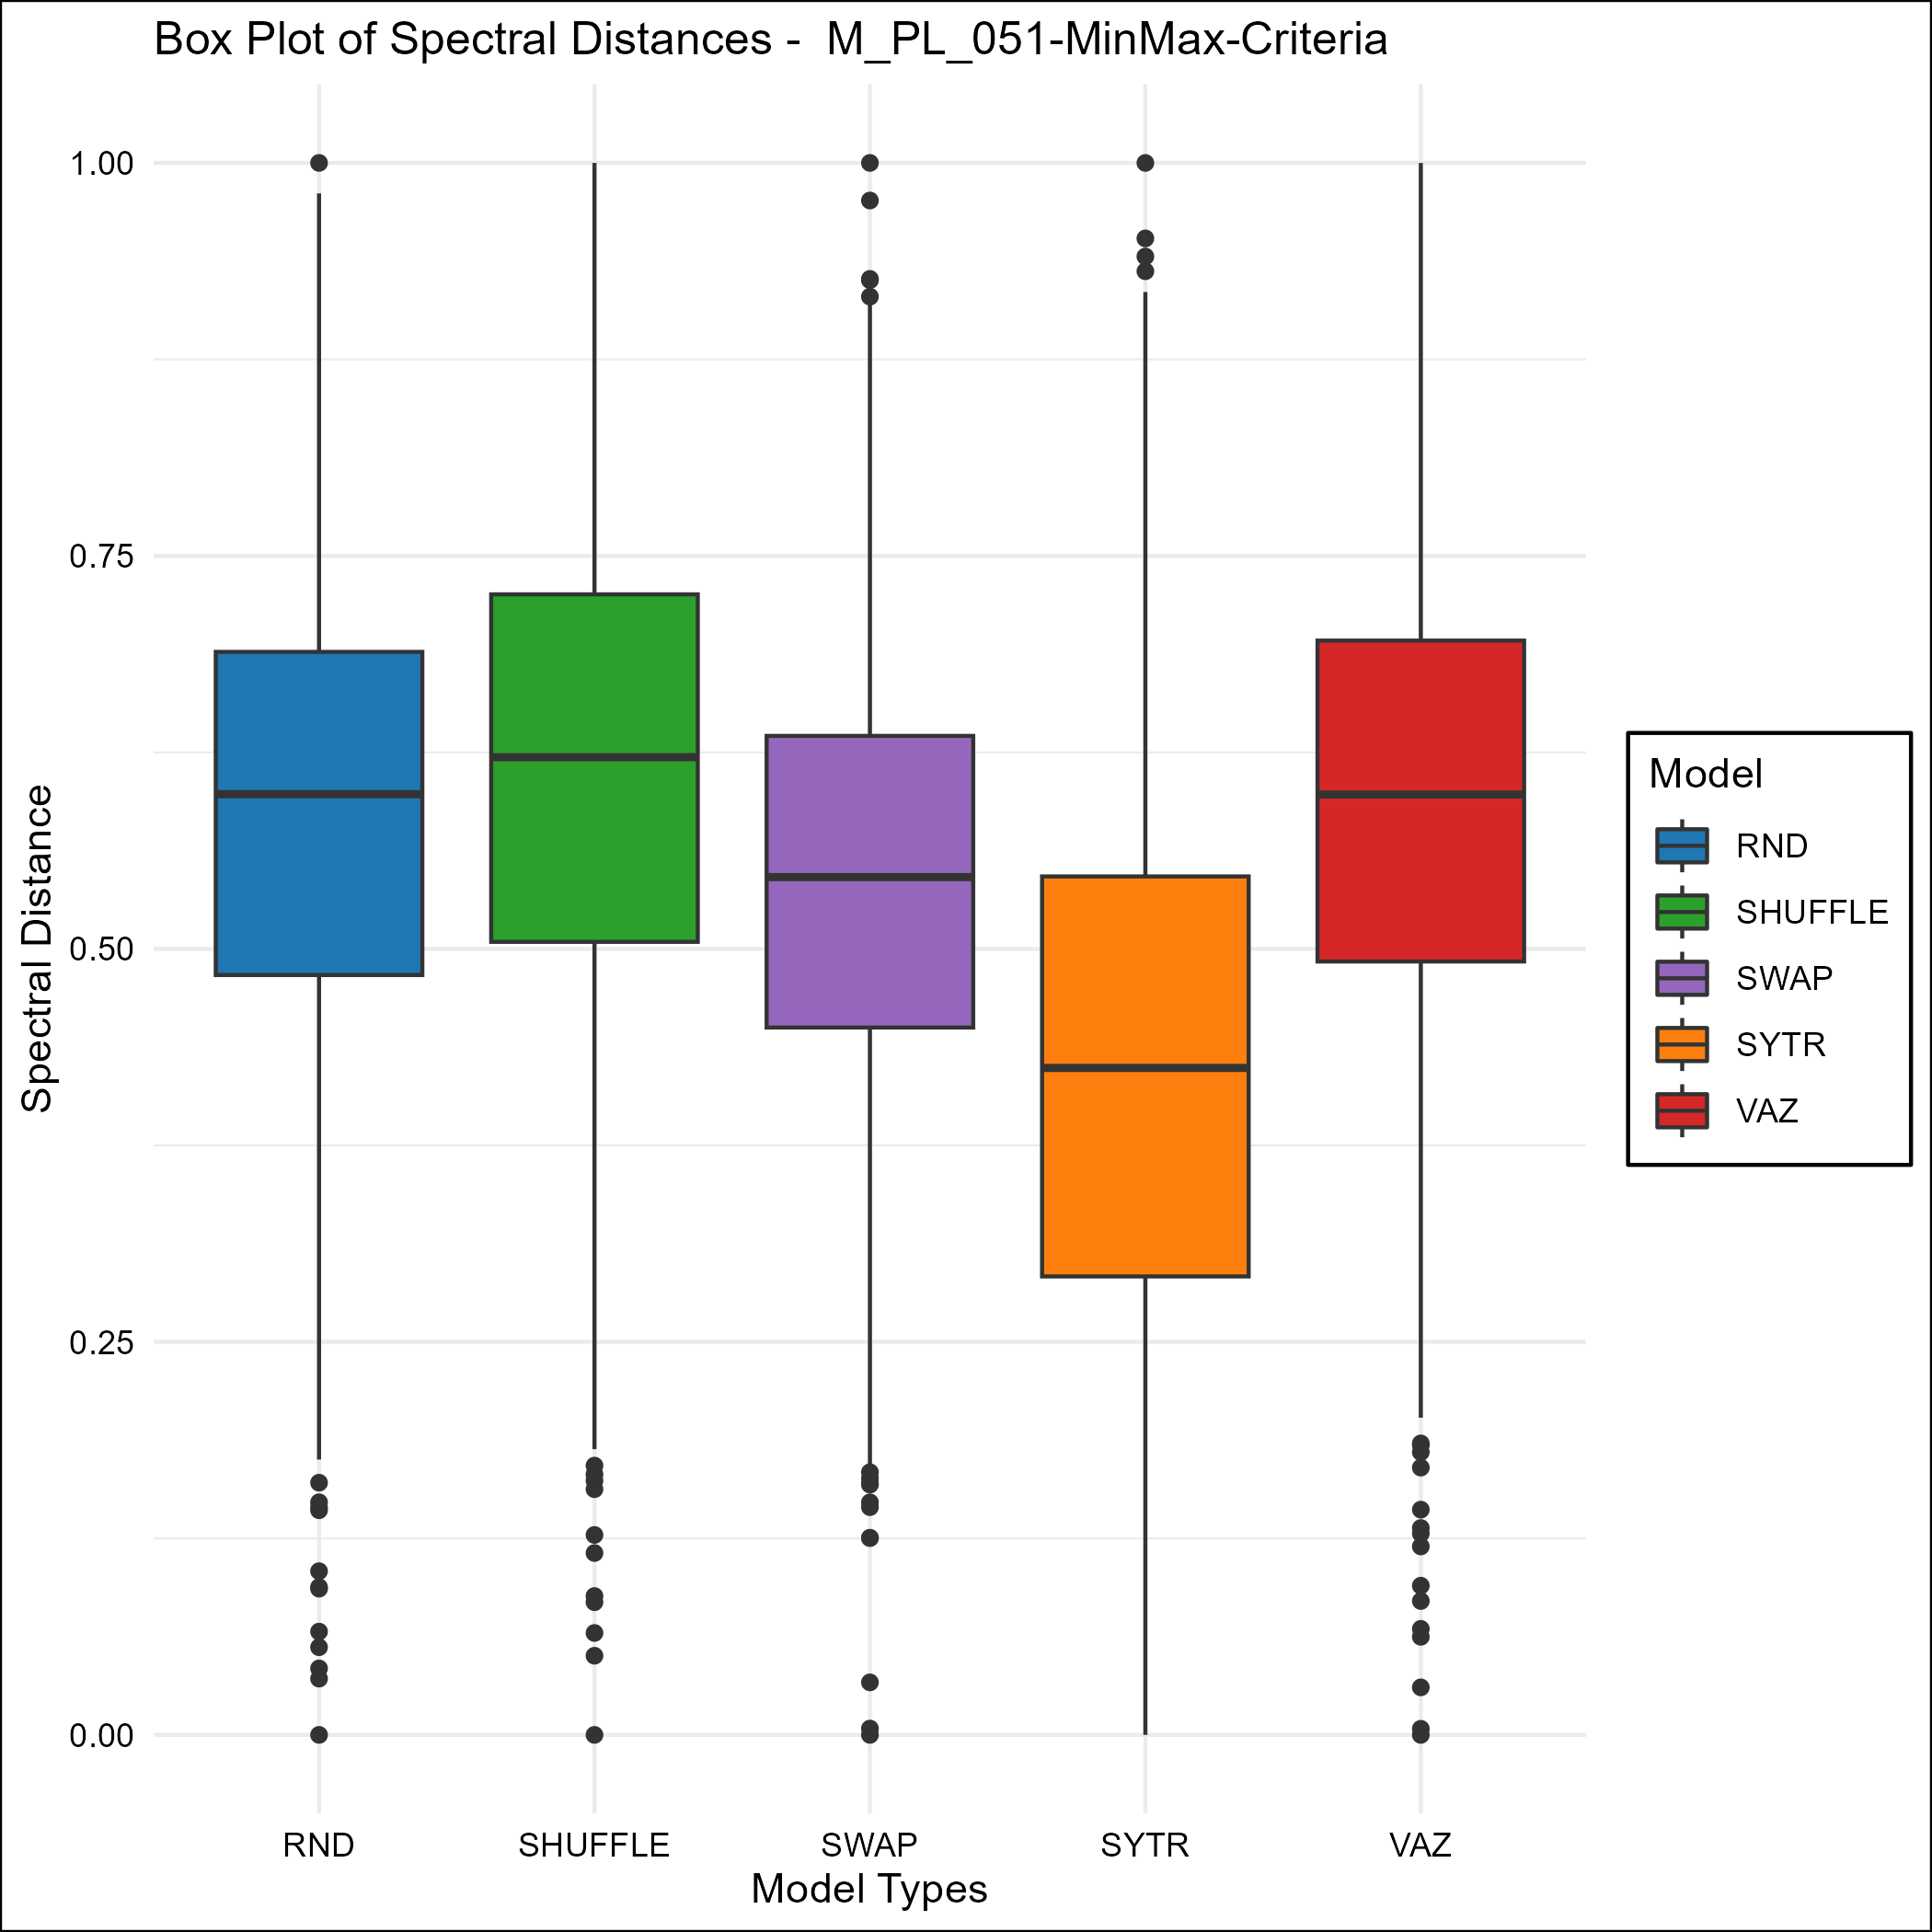 Box Plot of Spectral Distances -  M_PL_051-MinMax-Criteria
1.00
0.75
0.50
0.25
0.00
Spectral Distance
RND
SHUFFLE
SWAP
SYTR
VAZ
Model Types
Model
RND
SHUFFLE
SWAP
SYTR
VAZ